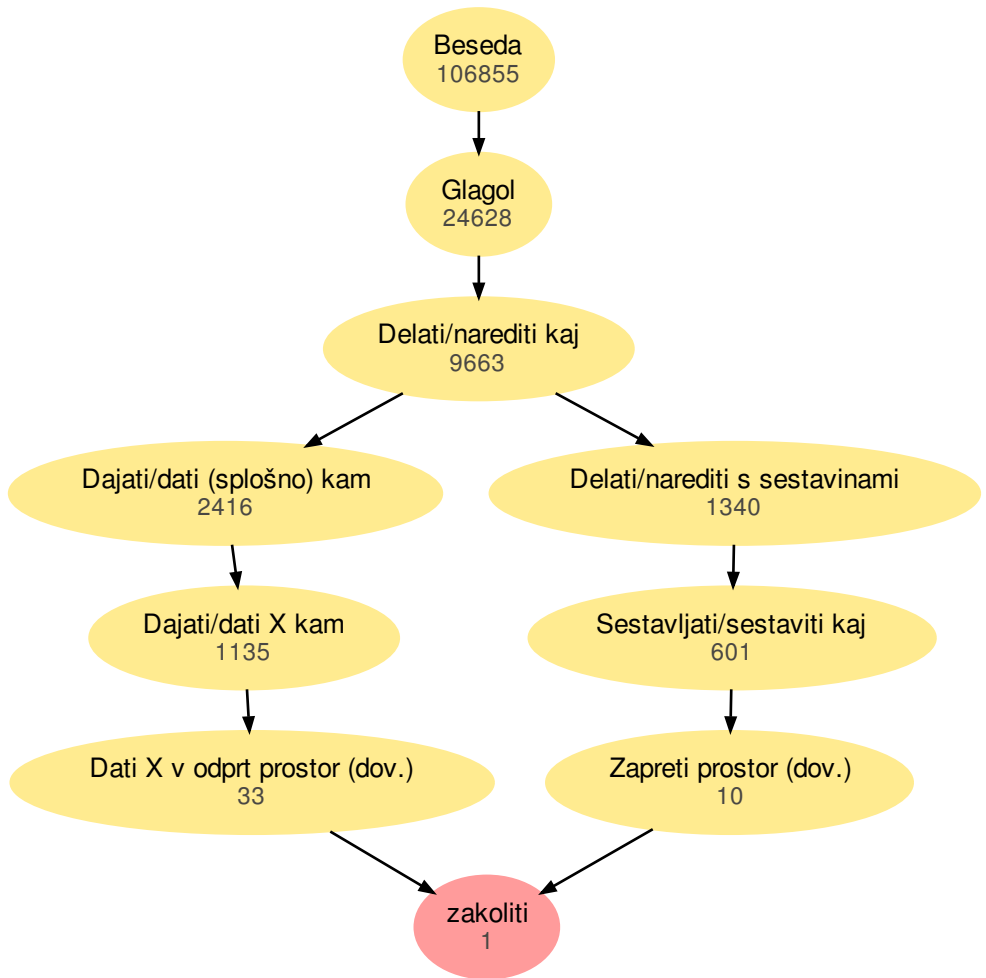 Beseda
106855
Glagol
24628
Delati/narediti kaj
9663
Dajati/dati (splošno) kam
2416
Delati/narediti s sestavinami
1340
Dajati/dati X kam
1135
Sestavljati/sestaviti kaj
601
Dati X v odprt prostor (dov.)
33
Zapreti prostor (dov.)
10
zakoliti
1